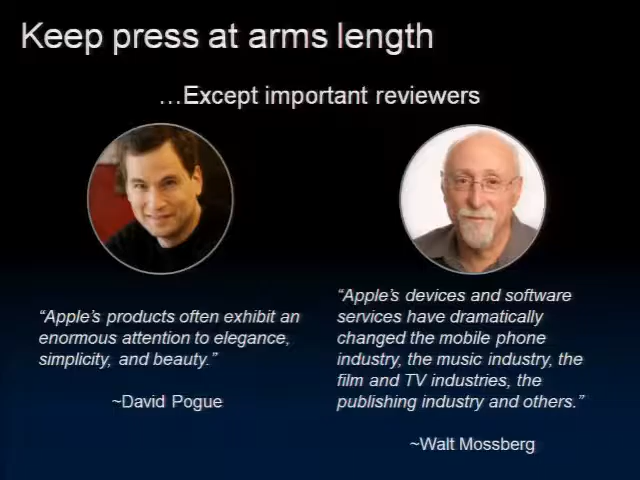 Keep press at arms length
…Except important reviewers
“Apple’s products often exhibit an
enormous attention to elegance,
simplicity, and beauty.”
~David Pogue
“Apple’s devices and software
services have dramatically
changed the mobile phone
industry, the music industry, the
film and TV industries, the
publishing industry and others.”
~Walt Mossberg